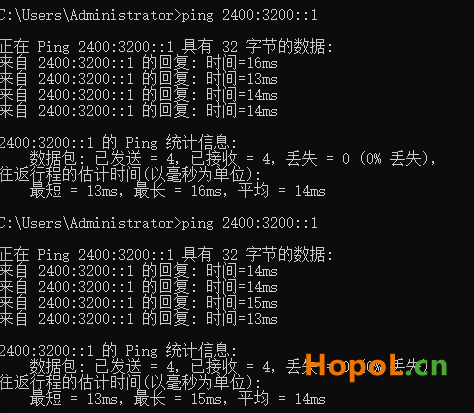 C:\Users\Administrator>ping 2400:3200::1
正在 Ping 2400:3200::1 具有 32 字节的数据:
来自 2400:3200::1 的回复: 时间=16ms
来自 2400:3200::1 的回复: 时间=13ms
来自 2400:3200::1 的回复: 时间=14ms
来自 2400:3200::1 的回复: 时间=14ms
2400:3200::1 的 Ping 统计信息:
数据包: 已发送 = 4，已接收 = 4，丢失 = 0 (0% 丢失)，
往返行程的估计时间(以毫秒为单位):
最短 = 13ms，最长 = 16ms，平均 = 14ms
C:\Users\Administrator>ping 2400:3200::1
正在 Ping 2400:3200::1 具有 32 字节的数据:
来自 2400:3200::1 的回复: 时间=14ms
来自 2400:3200::1 的回复: 时间=14ms
来自 2400:3200::1 的回复: 时间=15ms
来自 2400:3200::1 的回复: 时间=13ms
2400:3200::1 的 Ping 统计信息:
数据包: 已发送 = 4，已接收 = 4，丢失 = 0 (0% 丢失)，
HopoL.cn
往返行程的估计时间(以毫秒为单位):
最短 = 13ms，最长 = 15ms，平均 = 14ms